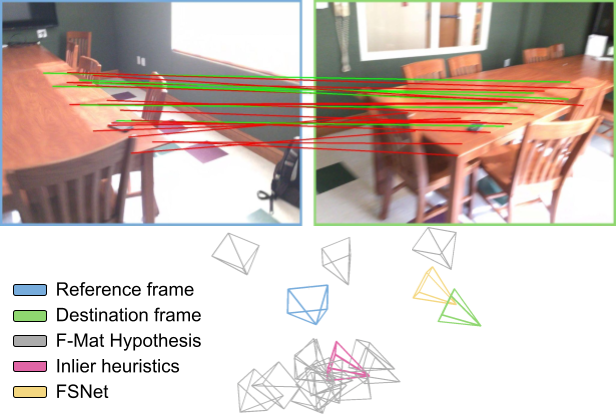 Reference frame
Destination frame
F-Mat Hypothesis
Inlier heuristics
FSNet